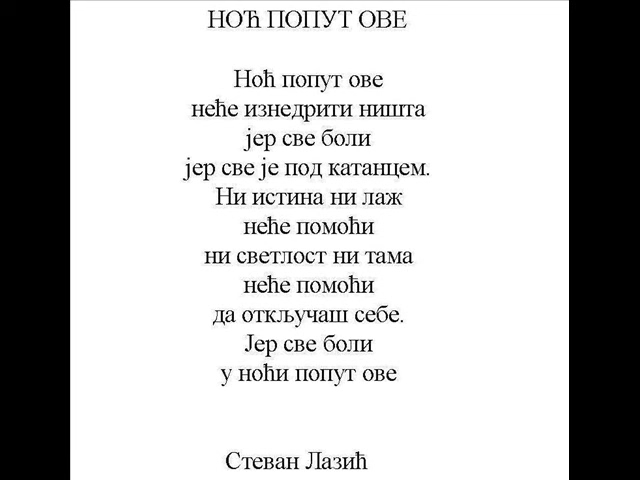 НОЋ ПОПУТ ОВЕ
Ноћ попут ове
неће изнедрити ништа
јер све боли
јер све је под катанцем.
Ни истина ни лаж
неће помоћи
ни светлост ни тама
неће помоћи
да откључаш себе.
Јер све боли
у ноћи попут ове
Стеван Лазић